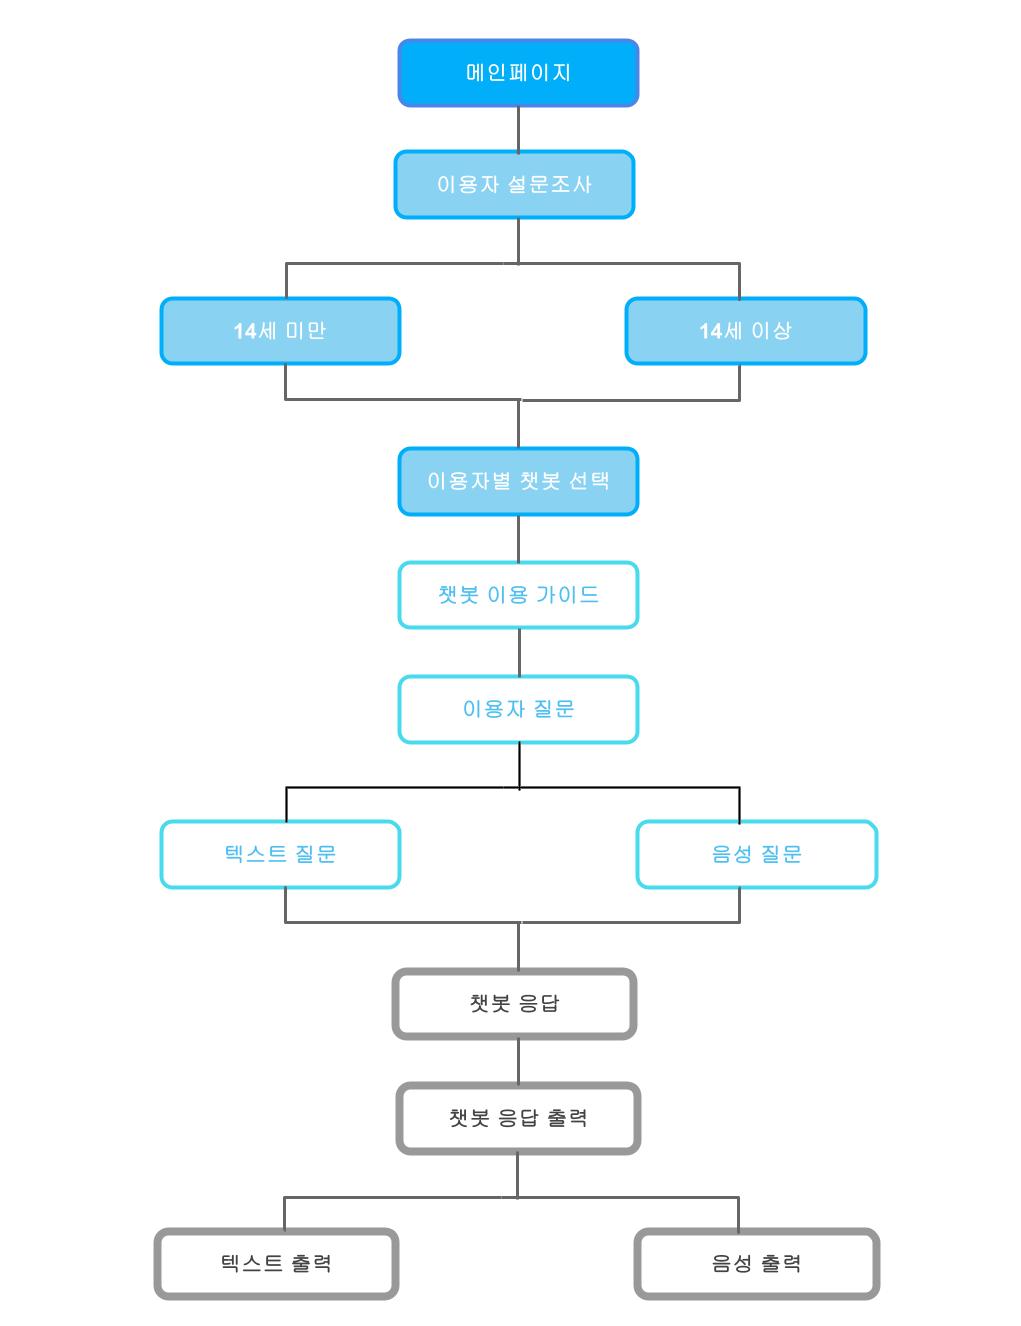 메인페이지
이용자 설문조사
14세 미만
14세 이상
이용자별 챗봇 선택
챗봇 이용 가이드
이용자 질문
텍스트 질문
음성 질문
챗봇 응답
챗봇 응답 출력
텍스트 출력
음성 출력